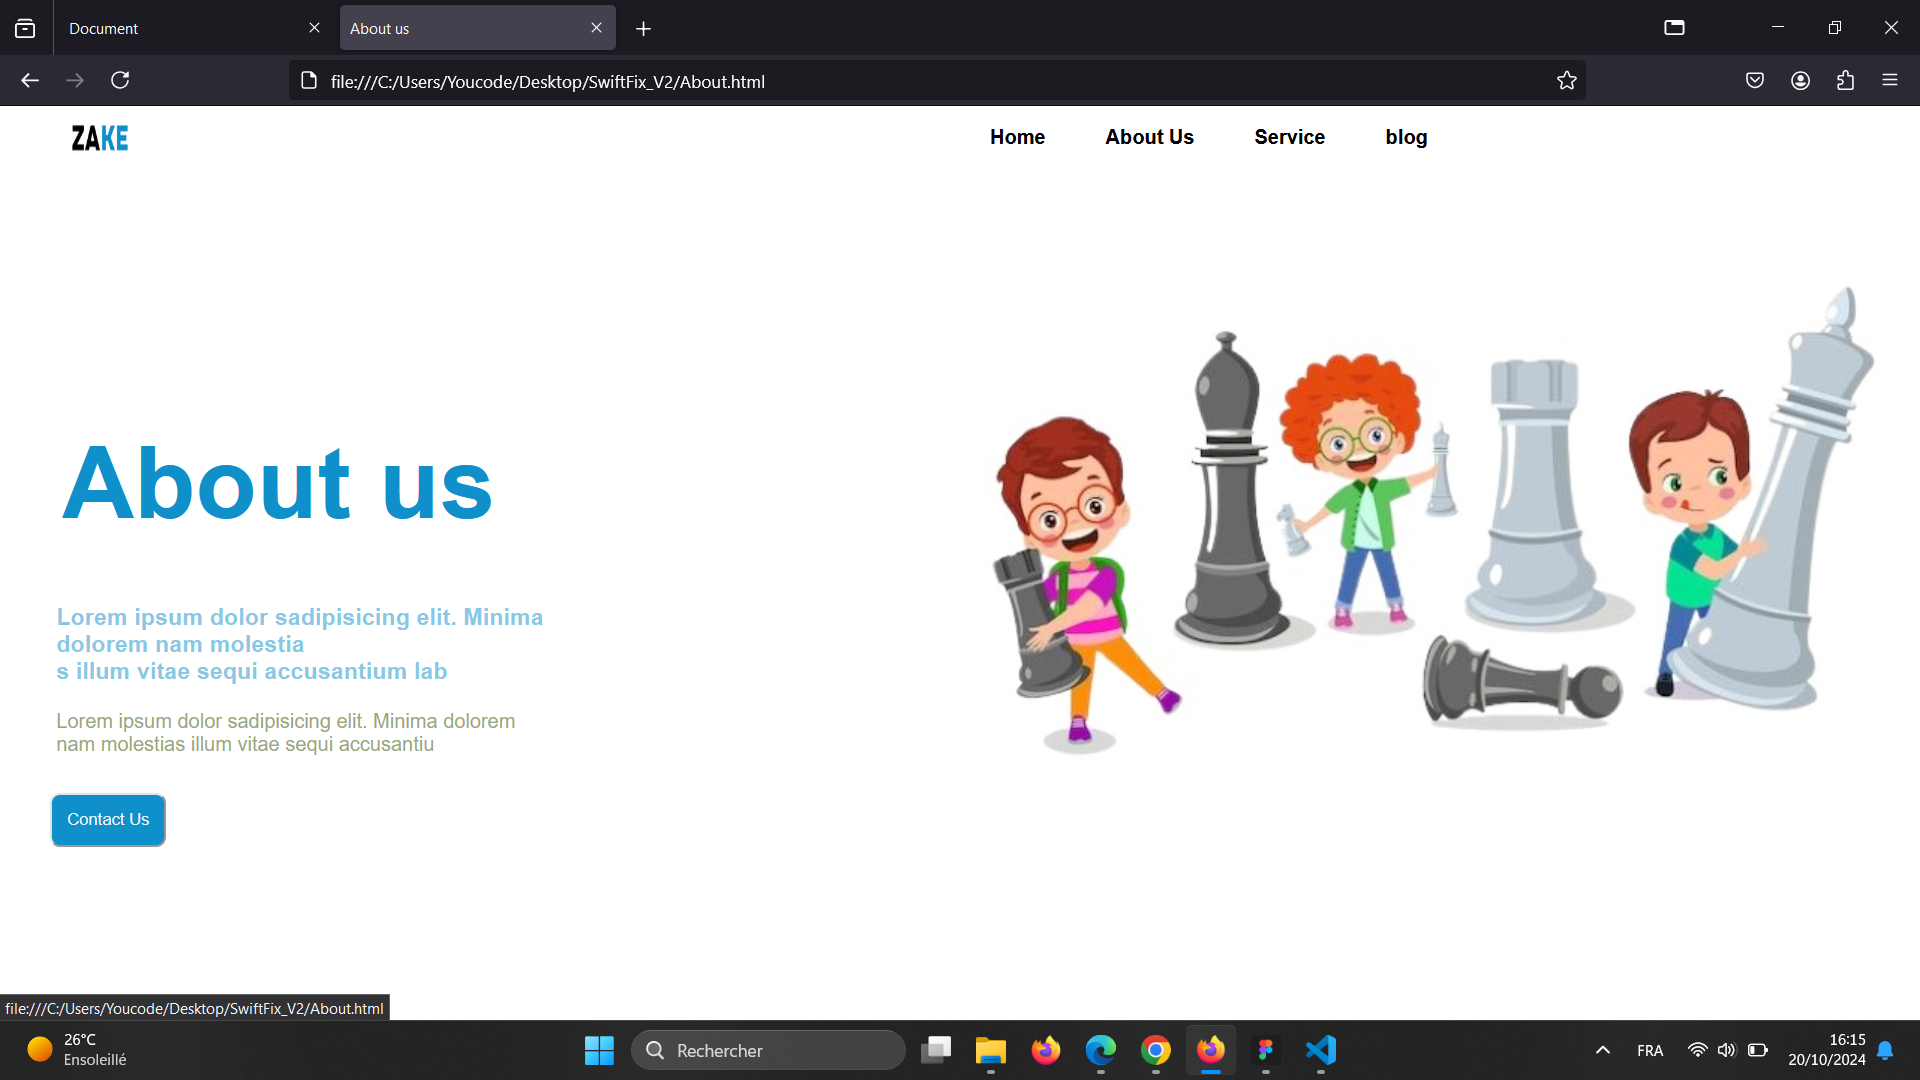 Document
About us
file:///C:/Users/Youcode/Desktop/SwiftFix_V2/About.html
ZAKE
Home
About Us
Service
blog
About us
Lorem ipsum dolor sadipisicing elit. Minima
dolorem nam molestia
s illum vitae sequi accusantium lab
Lorem ipsum dolor sadipisicing elit. Minima dolorem
nam molestias illum vitae sequi accusantiu
Contact Us
file:///C:/Users/Youcode/Desktop/SwiftFix_V2/About.html
26°C
Ensoleillé
Rechercher
FRA
16:15
20/10/2024